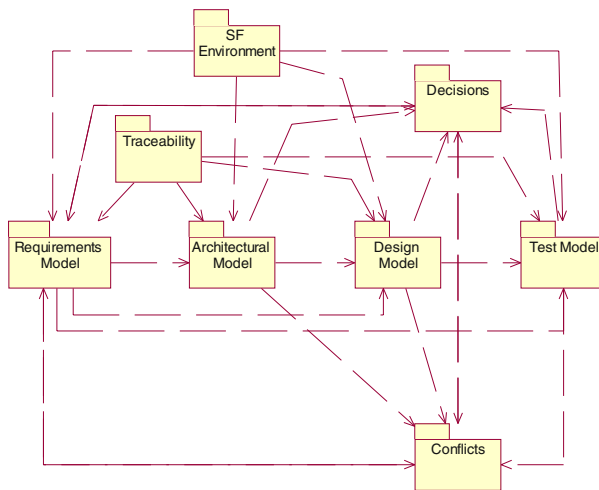 SF
Environment
Decisions
Traceability
Requirements
Model
Architectural
Model
Design
Model
Test Model
Conflicts